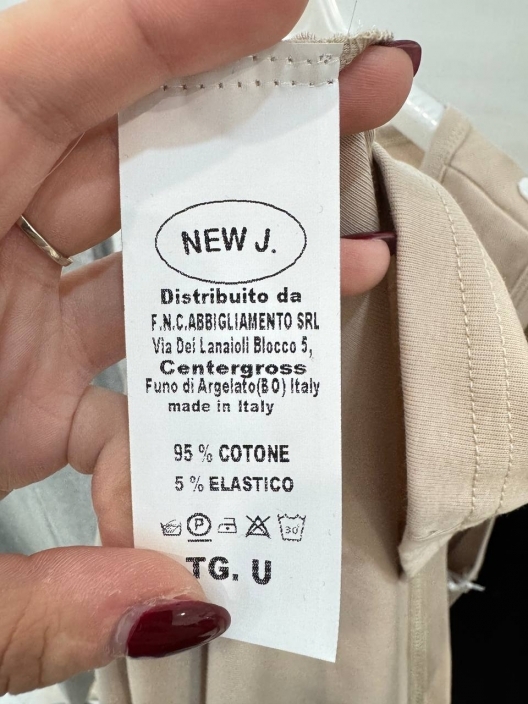 NEW J.
Distribuito da
F.N.C.ABBIGLIAMENTO SRL
Via Dei Lanaioli Blocco 5,
Centergross
Funo di Argelato(BO) Italy
made in Italy
95 % COTONE
5 % ELASTICO
P 30°
TG. U